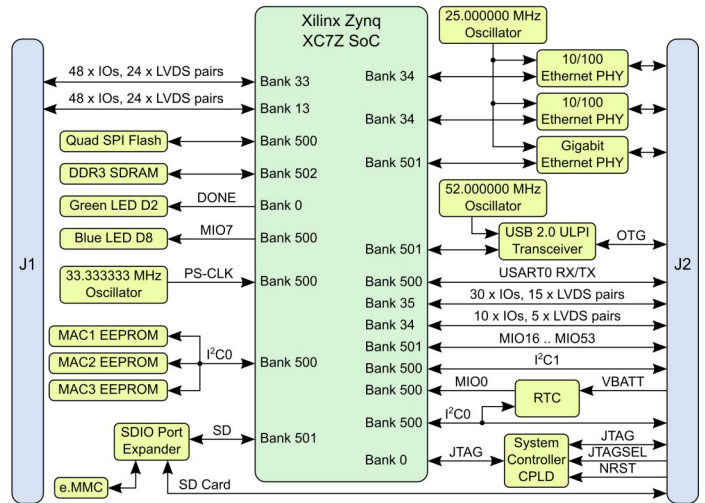 Xilinx Zynq
XC7Z SoC
25.000000 MHz
Oscillator
48 x IOs, 24 x LVDS pairs
Bank 33
Bank 34
10/100
Ethernet PHY
48 x IOs, 24 x LVDS pairs
Bank 13
Bank 34
10/100
Ethernet PHY
Quad SPI Flash
Bank 500
Bank 501
Gigabit
Ethernet PHY
DDR3 SDRAM
Bank 502
52.000000 MHz
Oscillator
Green LED D2
DONE
Bank 0
Blue LED D8
MIO7
Bank 500
Bank 501
USB 2.0 ULPI
Transceiver
OTG
J1
J2
33.333333 MHz
Oscillator
PS-CLK
Bank 500
Bank 500
USART0 RX/TX
Bank 35
30 x IOs, 15 x LVDS pairs
Bank 34
10 x IOs, 5 x LVDS pairs
MAC1 EEPROM
MAC2 EEPROM
MAC3 EEPROM
I²C0
Bank 500
Bank 501
MIO16 .. MIO53
Bank 500
I²C1
Bank 500
MIO0
RTC
VBATT
Bank 500
I²C0
SDIO Port
Expander
SD
Bank 501
Bank 0
JTAG
System
Controller
CPLD
JTAG
JTAGSEL
NRST
e.MMC
SD Card